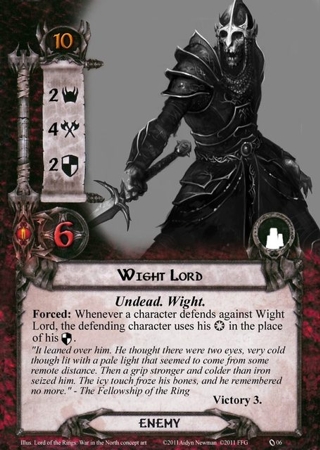 10
2
4
2
6
Wight Lord
Undead. Wight.
Forced: Whenever a character defends against Wight
Lord, the defending character uses his in the place
of his .
"It leaned over him. He thought there were two eyes, very cold
though lit with a pale light that seemed to come from some
remote distance. Then a grip stronger and colder than iron
seized him. The icy touch froze his bones, and he remembered
no more." - The Fellowship of the Ring
Victory 3.
ENEMY
Illus. Lord of the Rings: War in the North concept art ©2011Aidyn Newman ©2011 FFG 06